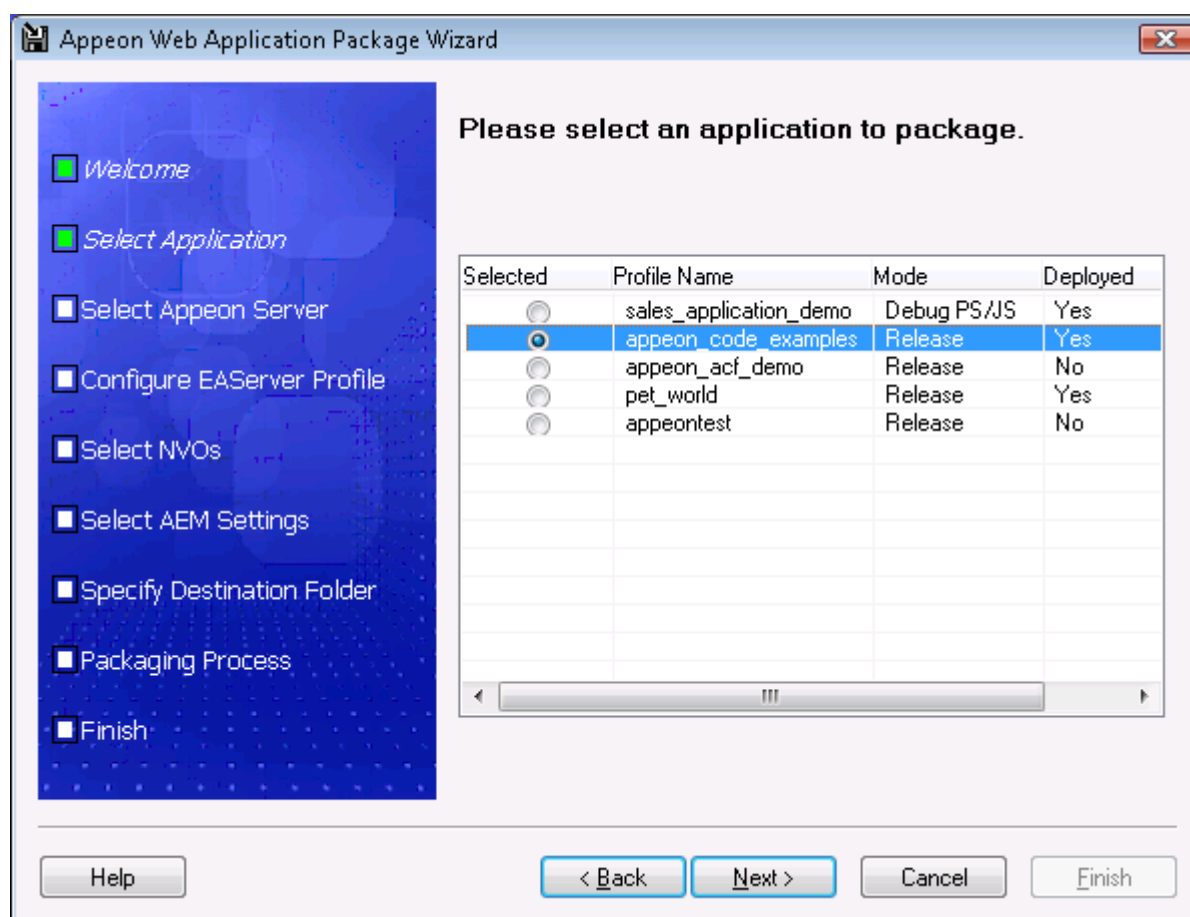 Appeon Web Application Package Wizard
Welcome
Select Application
Select Appeon Server
Configure EAServer Profile
Select NVOs
Select AEM Settings
Specify Destination Folder
Packaging Process
Finish
Please select an application to package.
Selected Profile Name Mode Deployed
sales_application_demo Debug PS/JS Yes
appeon_code_examples Release Yes
appeon_acf_demo Release No
pet_world Release Yes
appeontest Release No
Help < Back Next > Cancel Finish